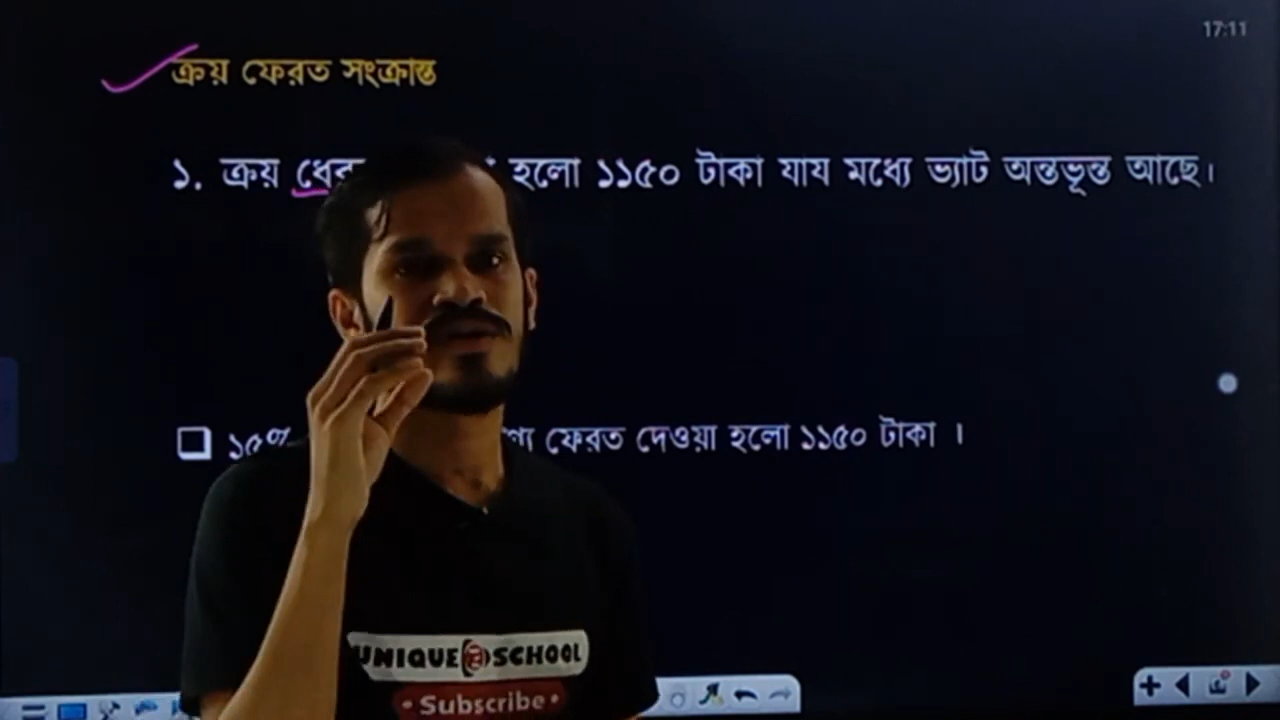 17:11
ক্রয় ফেরত সংক্রান্ত
১. ক্রয় হলো ১১৫০ টাকা যায মধ্যে ভ্যাট অন্তভূন্ত আছে।
১৫% ফেরত দেওয়া হলো ১১৫০ টাকা ।
UNIQUE SCHOOL
Subscribe